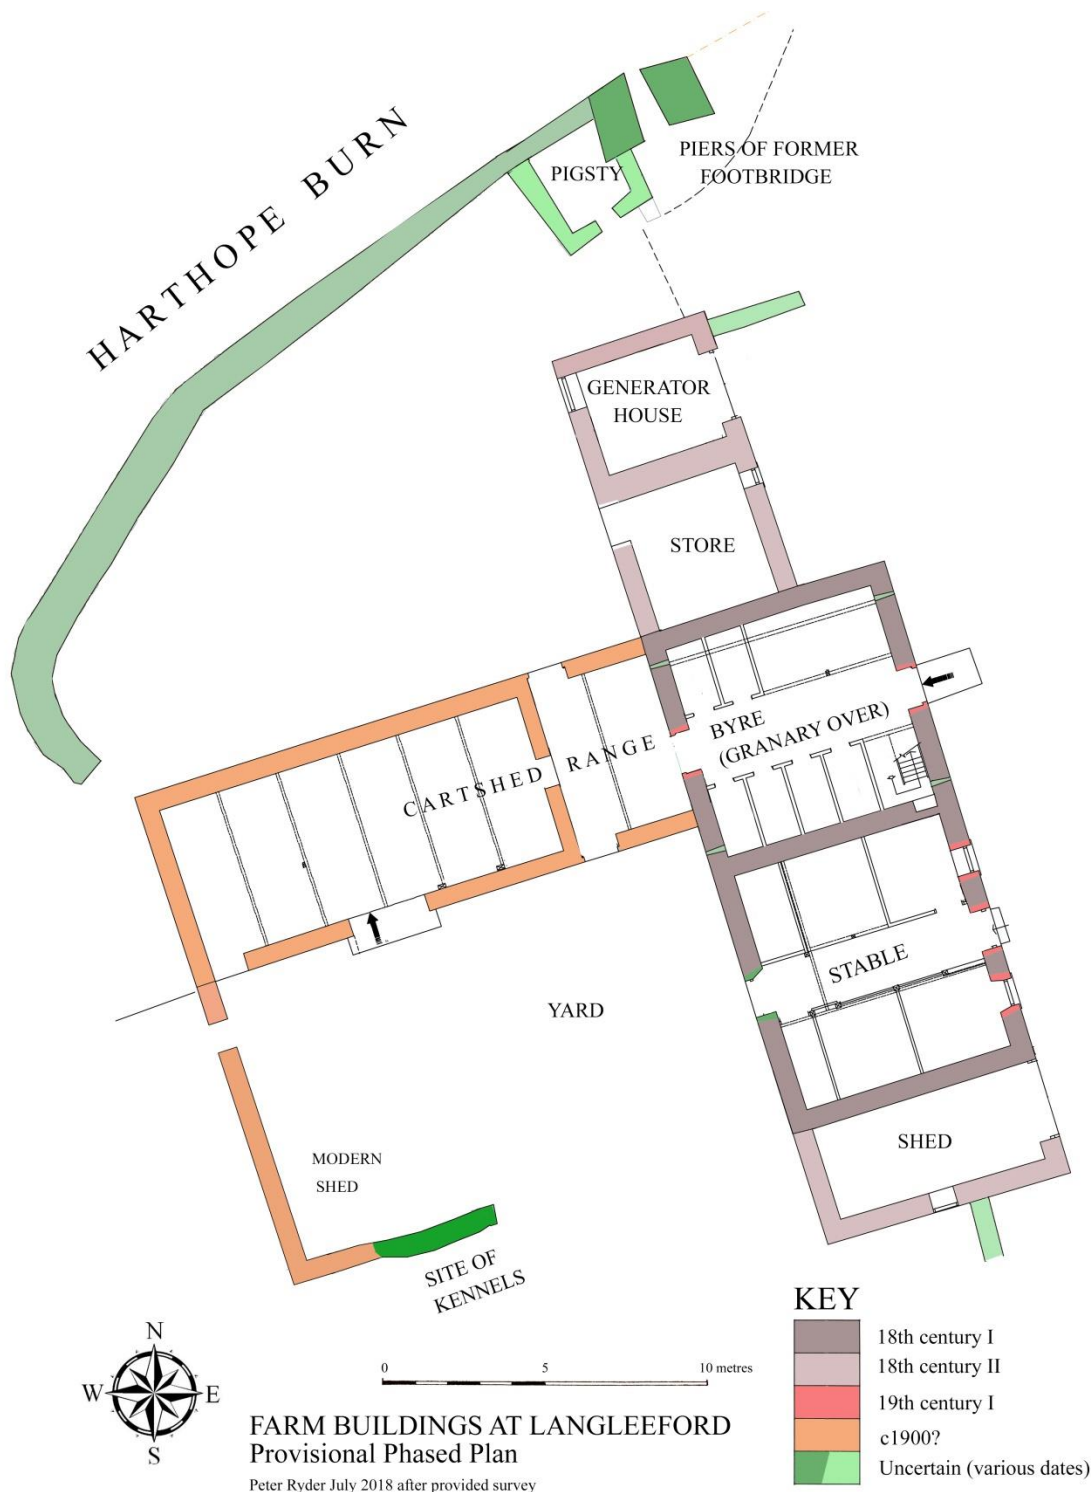 HARTHOPE BURN
PIERS OF FORMER
FOOTBRIDGE
PIGSTY
GENERATOR
HOUSE
STORE
BYRE
(GRANARY OVER)
CARTSHED RANGE
STABLE
YARD
SHED
MODERN
SHED
SITE OF
KENNELS
KEY
18th century I
18th century II
19th century I
c1900?
Uncertain (various dates)
N
W E
S
0 5 10 metres
FARM BUILDINGS AT LANGLEEFORD
Provisional Phased Plan
Peter Ryder July 2018 after provided survey